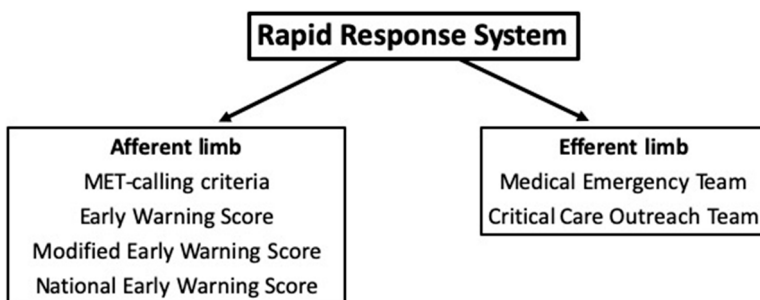 Rapid Response System
Afferent limb
MET-calling criteria
Early Warning Score
Modified Early Warning Score
National Early Warning Score
Efferent limb
Medical Emergency Team
Critical Care Outreach Team